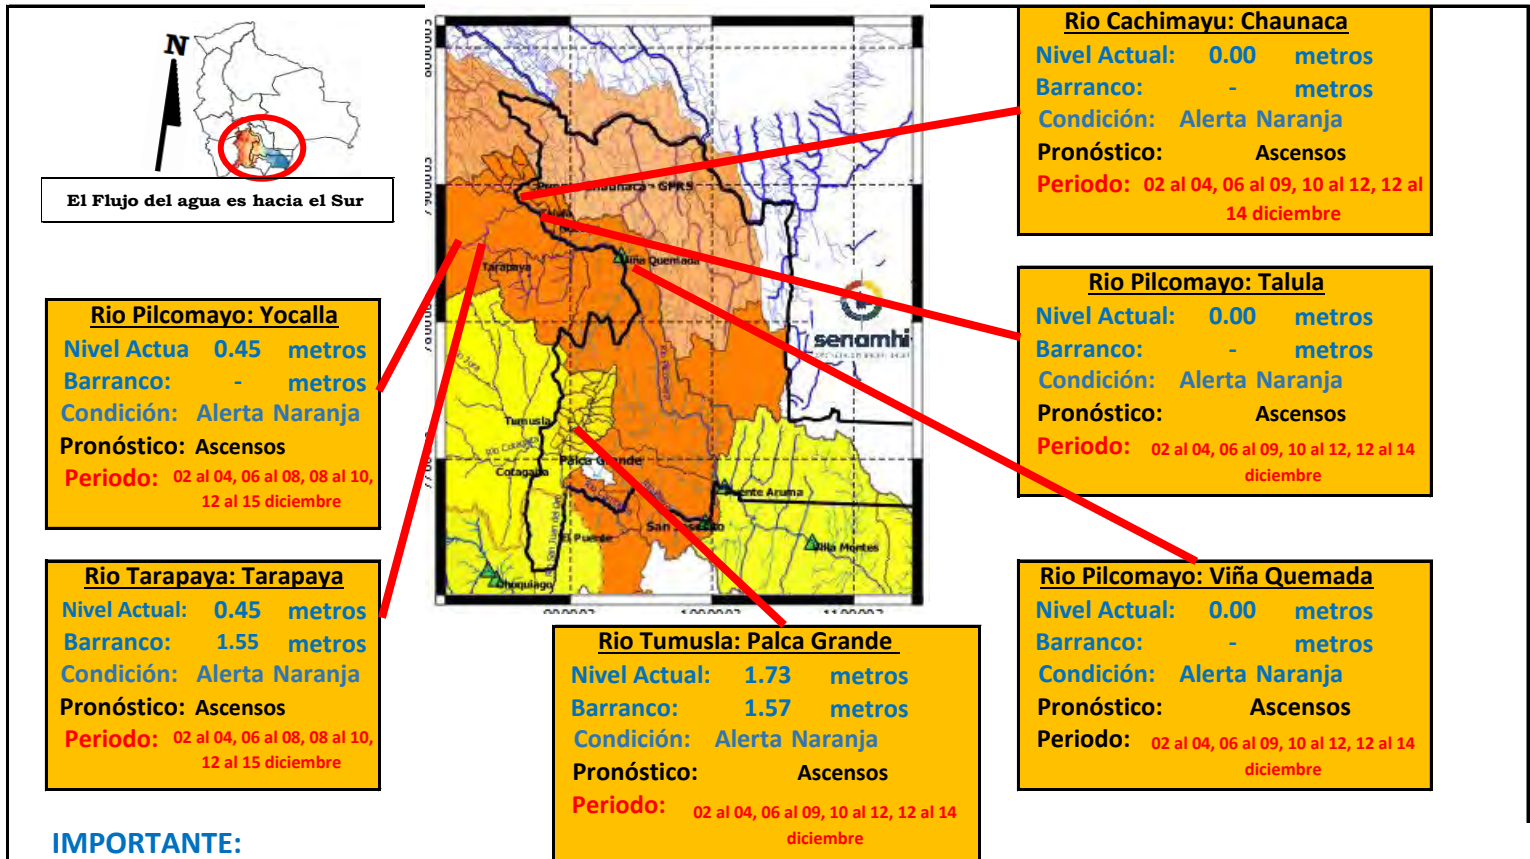 N
El Flujo del agua es hacia el Sur
Rio Pilcomayo: Yocalla
Nivel Actua 0.45 metros
Barranco: - metros
Condición: Alerta Naranja
Pronóstico: Ascensos
Periodo: 02 al 04, 06 al 08, 08 al 10,
12 al 15 diciembre
Rio Tarapaya: Tarapaya
Nivel Actual: 0.45 metros
Barranco: 1.55 metros
Condición: Alerta Naranja
Pronóstico: Ascensos
Periodo: 02 al 04, 06 al 08, 08 al 10,
12 al 15 diciembre
IMPORTANTE:
Chaunaca - GPRS
Talula
Viña Quemada
Tarapaya
senamhi
Tumusla
Palca Grande
Cotagaita
Puente Aruma
San Josecito
El Puente
Villa Montes
Chuquiago
Rio Tumusla: Palca Grande
Nivel Actual: 1.73 metros
Barranco: 1.57 metros
Condición: Alerta Naranja
Pronóstico: Ascensos
Periodo: 02 al 04, 06 al 09, 10 al 12, 12 al 14
diciembre
Rio Cachimayu: Chaunaca
Nivel Actual: 0.00 metros
Barranco: - metros
Condición: Alerta Naranja
Pronóstico: Ascensos
Periodo: 02 al 04, 06 al 09, 10 al 12, 12 al
14 diciembre
Rio Pilcomayo: Talula
Nivel Actual: 0.00 metros
Barranco: - metros
Condición: Alerta Naranja
Pronóstico: Ascensos
Periodo: 02 al 04, 06 al 09, 10 al 12, 12 al 14
diciembre
Rio Pilcomayo: Viña Quemada
Nivel Actual: 0.00 metros
Barranco: - metros
Condición: Alerta Naranja
Pronóstico: Ascensos
Periodo: 02 al 04, 06 al 09, 10 al 12, 12 al 14
diciembre